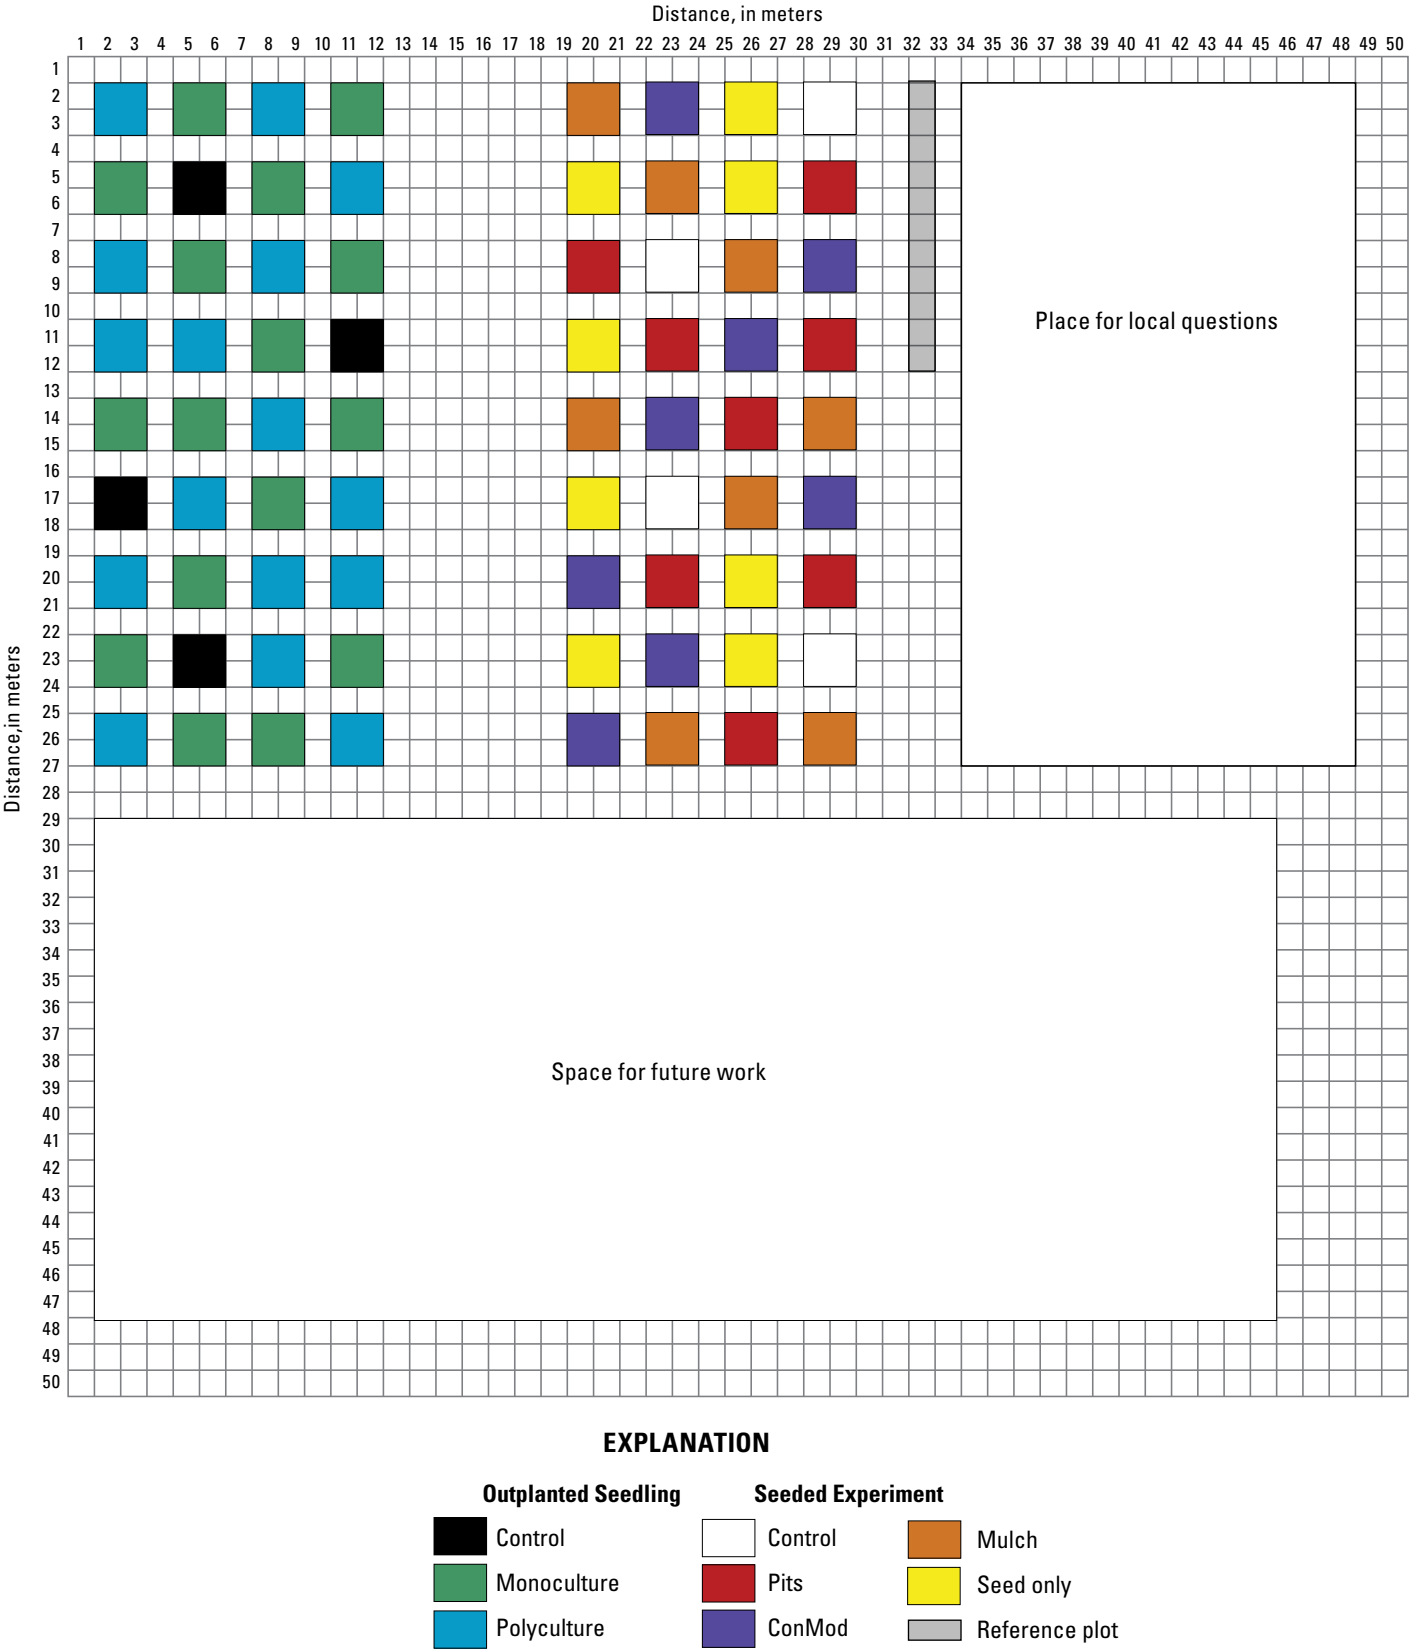 Distance, in meters
1 2 3 4 5 6 7 8 9 10 11 12 13 14 15 16 17 18 19 20 21 22 23 24 25 26 27 28 29 30 31 32 33 34 35 36 37 38 39 40 41 42 43 44 45 46 47 48 50
Distance,in meters
1
2
3
4
5
6
7
8
9
10
11
12
13
14
15
16
17
18
19
20
21
22
23
24
25
26
27
28
29
30
31
32
33
34
35
36
37
38
39
40
41
42
43
44
45
46
47
48
49
50
Place for local questions
Space for future work
EXPLANATION
Outplanted Seedling
Control
Monoculture
Polyculture
Seeded Experiment
Control
Pits
ConMod
Mulch
Seed only
Reference plot